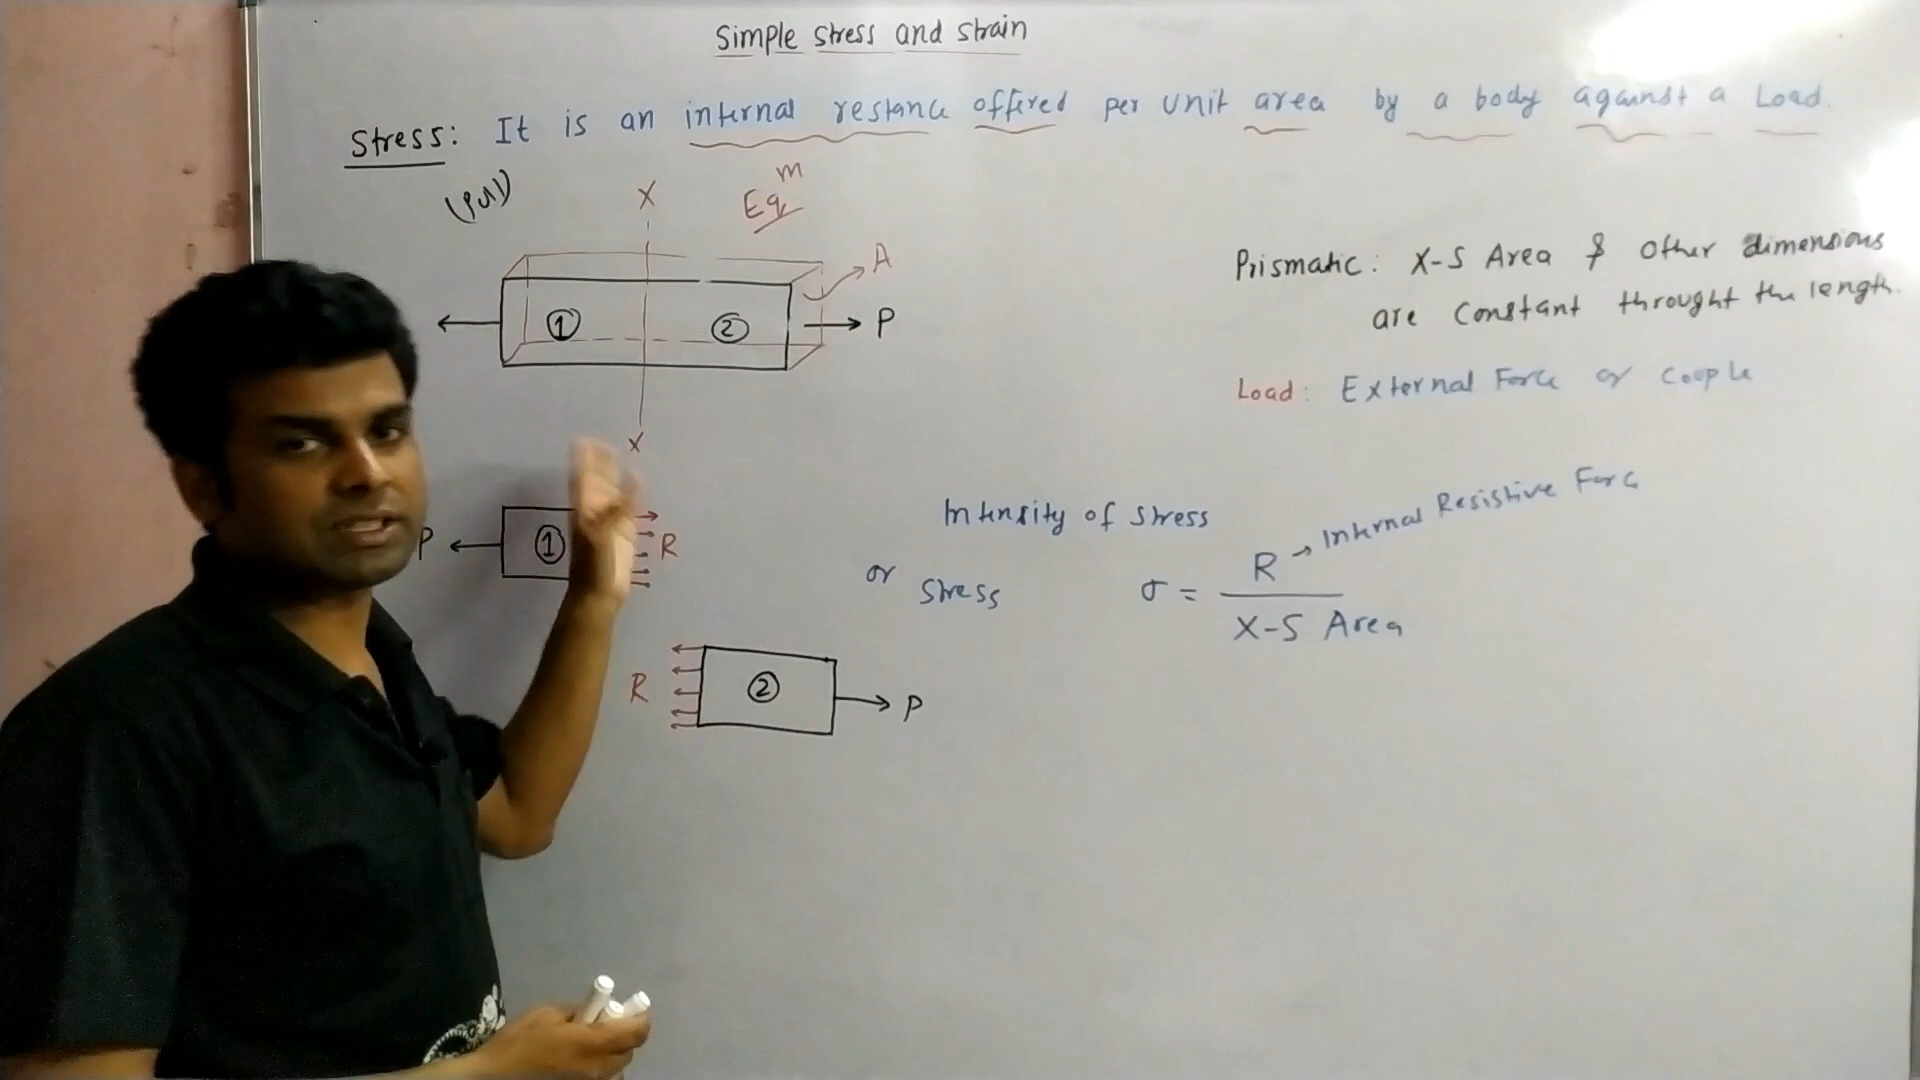 Simple stress and strain
Stress: It is an internal restance offered per unit area by a body against a Load.
(Pull)
X
Eqm
A
1
2
P
X
Prismatic: X-S Area & Other dimensions
are constant throught the length.
Load: External Force or Couple
P
1
R
Intensity of stress
or stress
σ = R → Internal Resistive Force
X-S Area
R
2
P